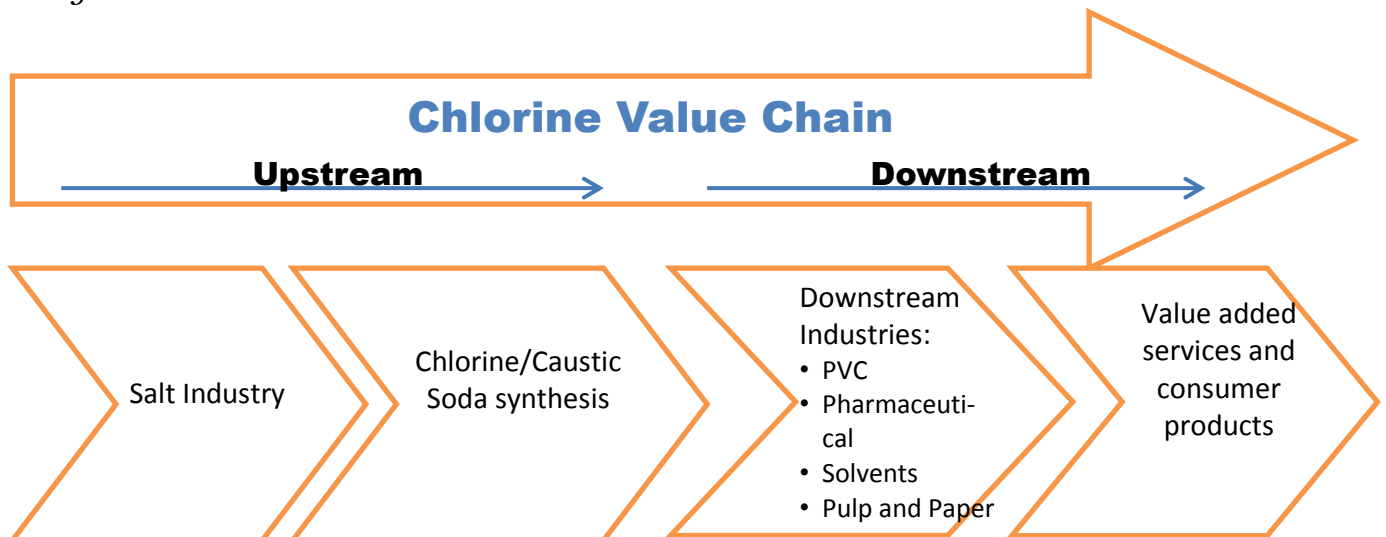 Chlorine Value Chain
Upstream
Downstream
Salt Industry
Chlorine/Caustic
Soda synthesis
Downstream
Industries:
• PVC
• Pharmaceuti-
cal
• Solvents
• Pulp and Paper
Value added
services and
consumer
products